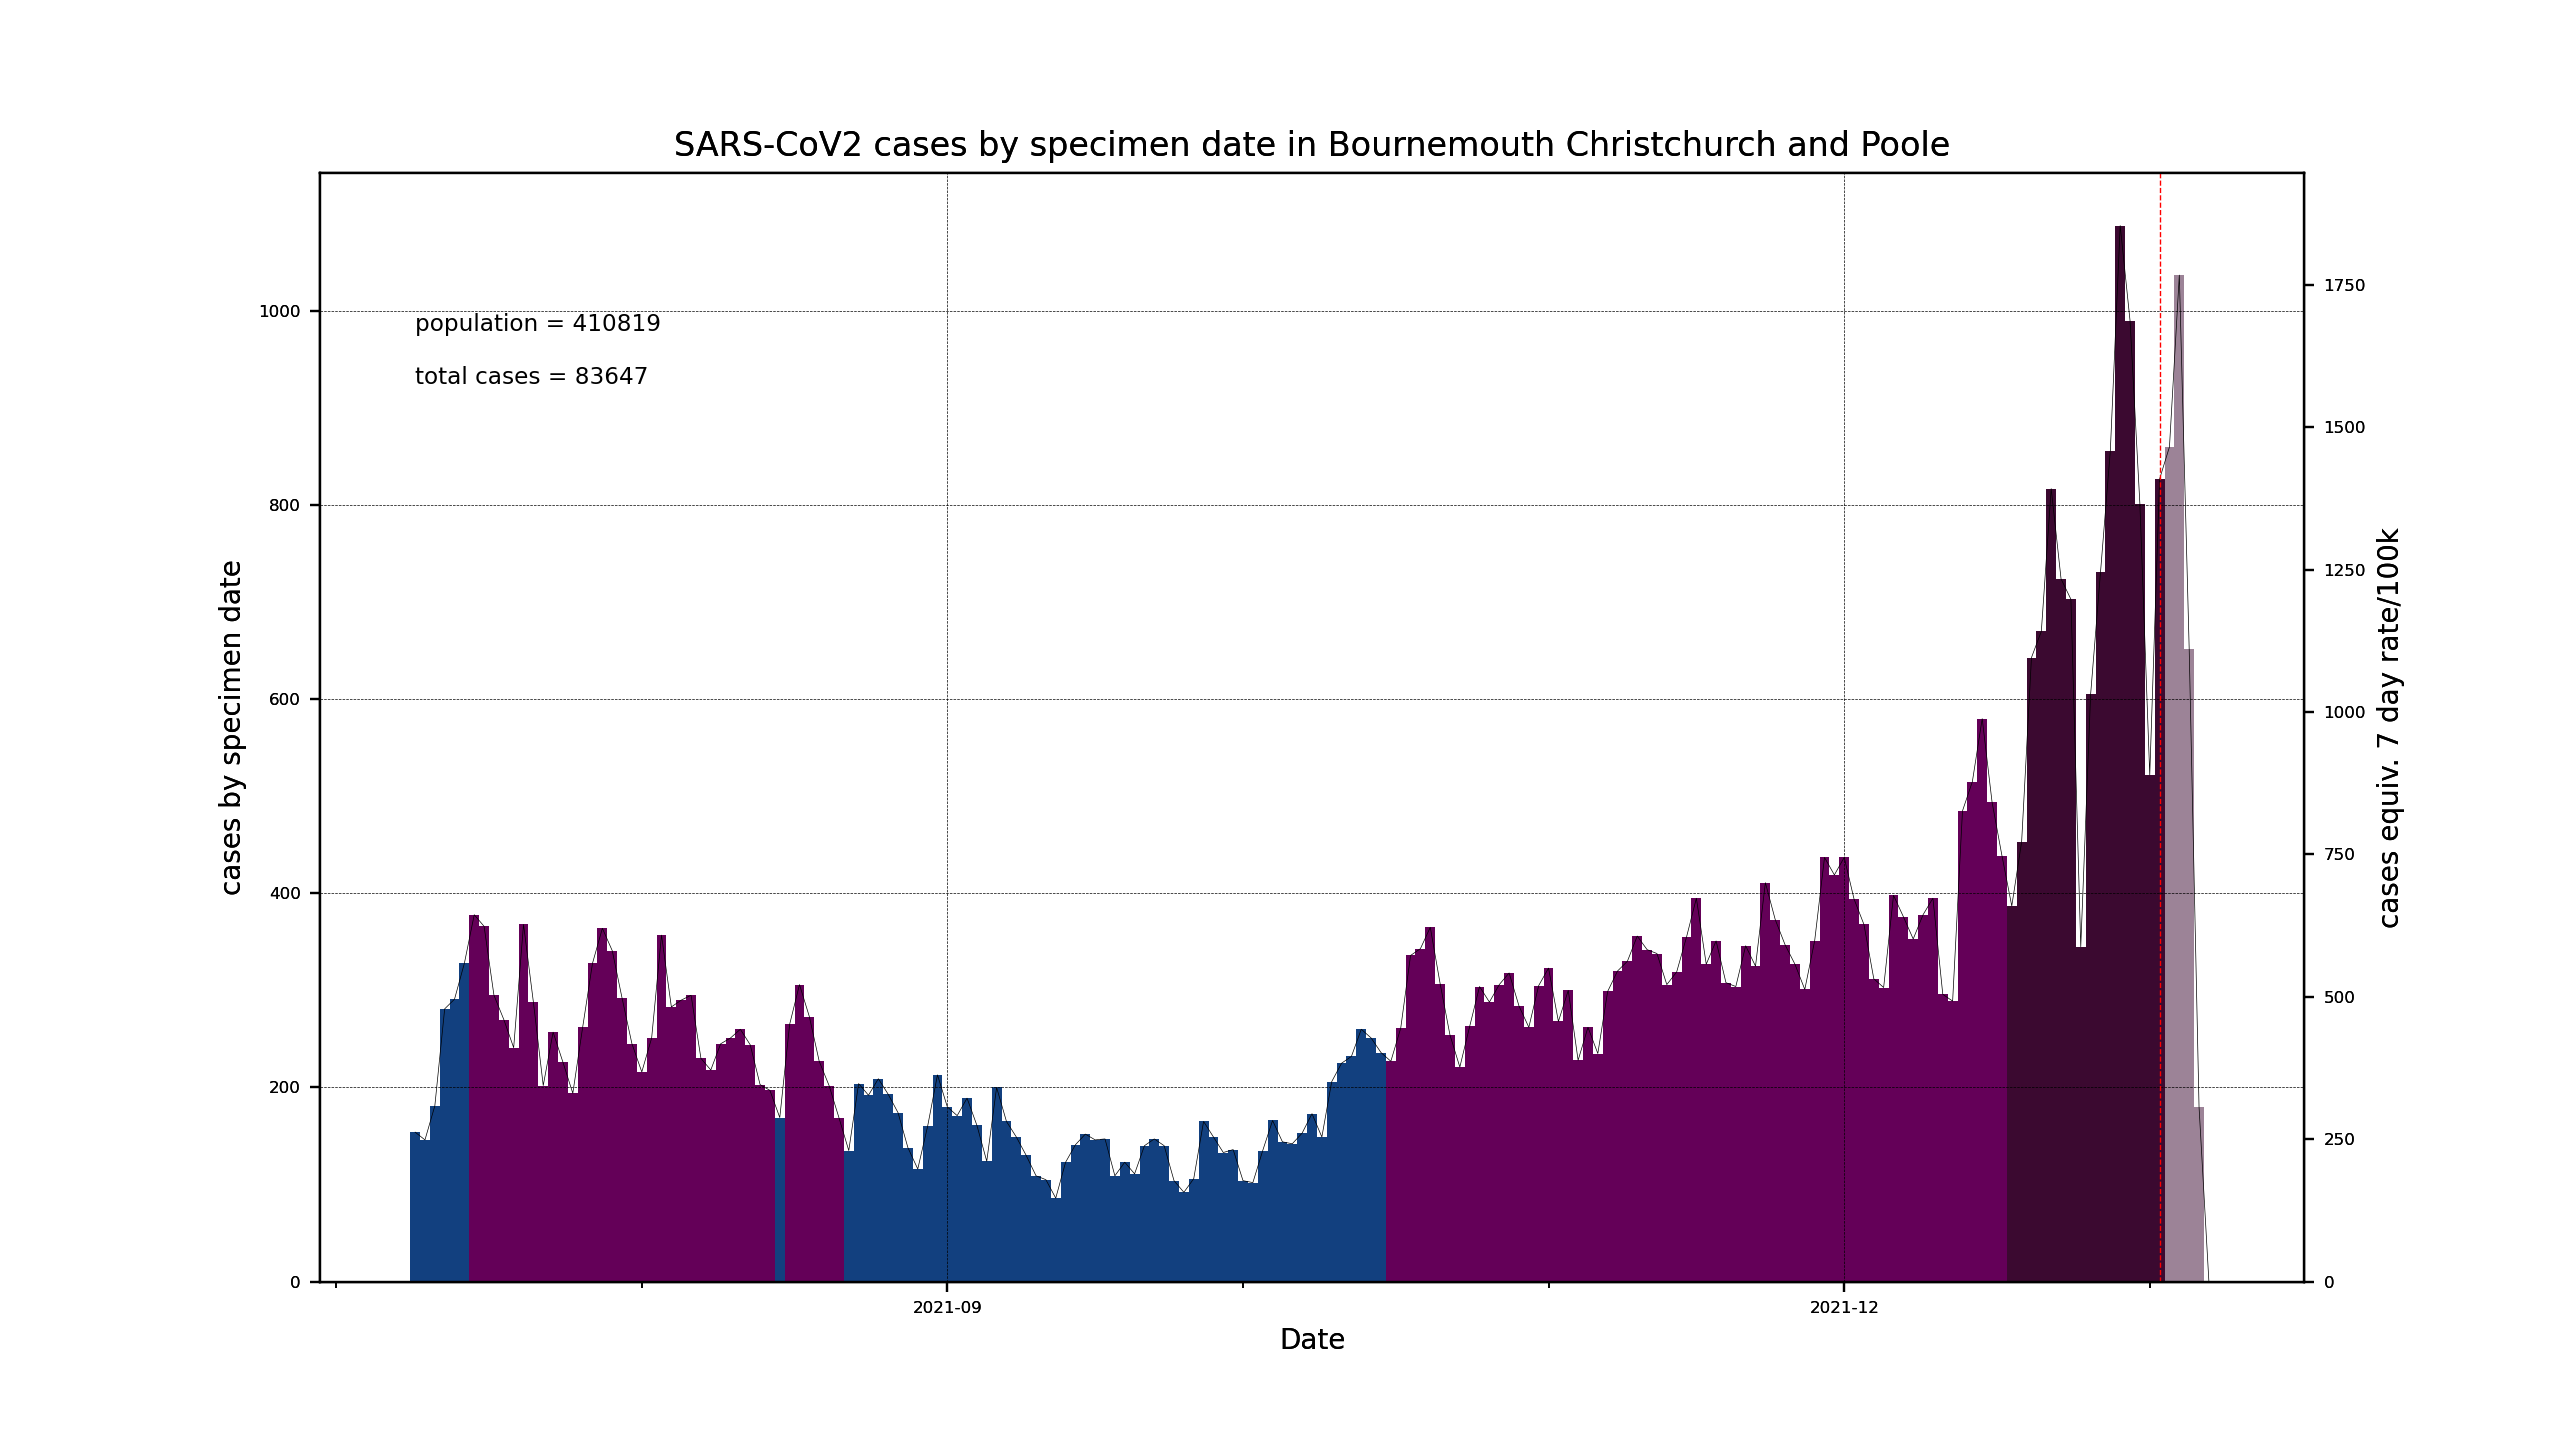 SARS-CoV2 cases by specimen date in Bournemouth Christchurch and Poole
population = 410819
total cases = 83647
cases by specimen date
1000
800
600
400
200
0
1750
1500
1250
1000
750
500
250
0
cases equiv. 7 day rate/100k
2021-09
2021-12
Date